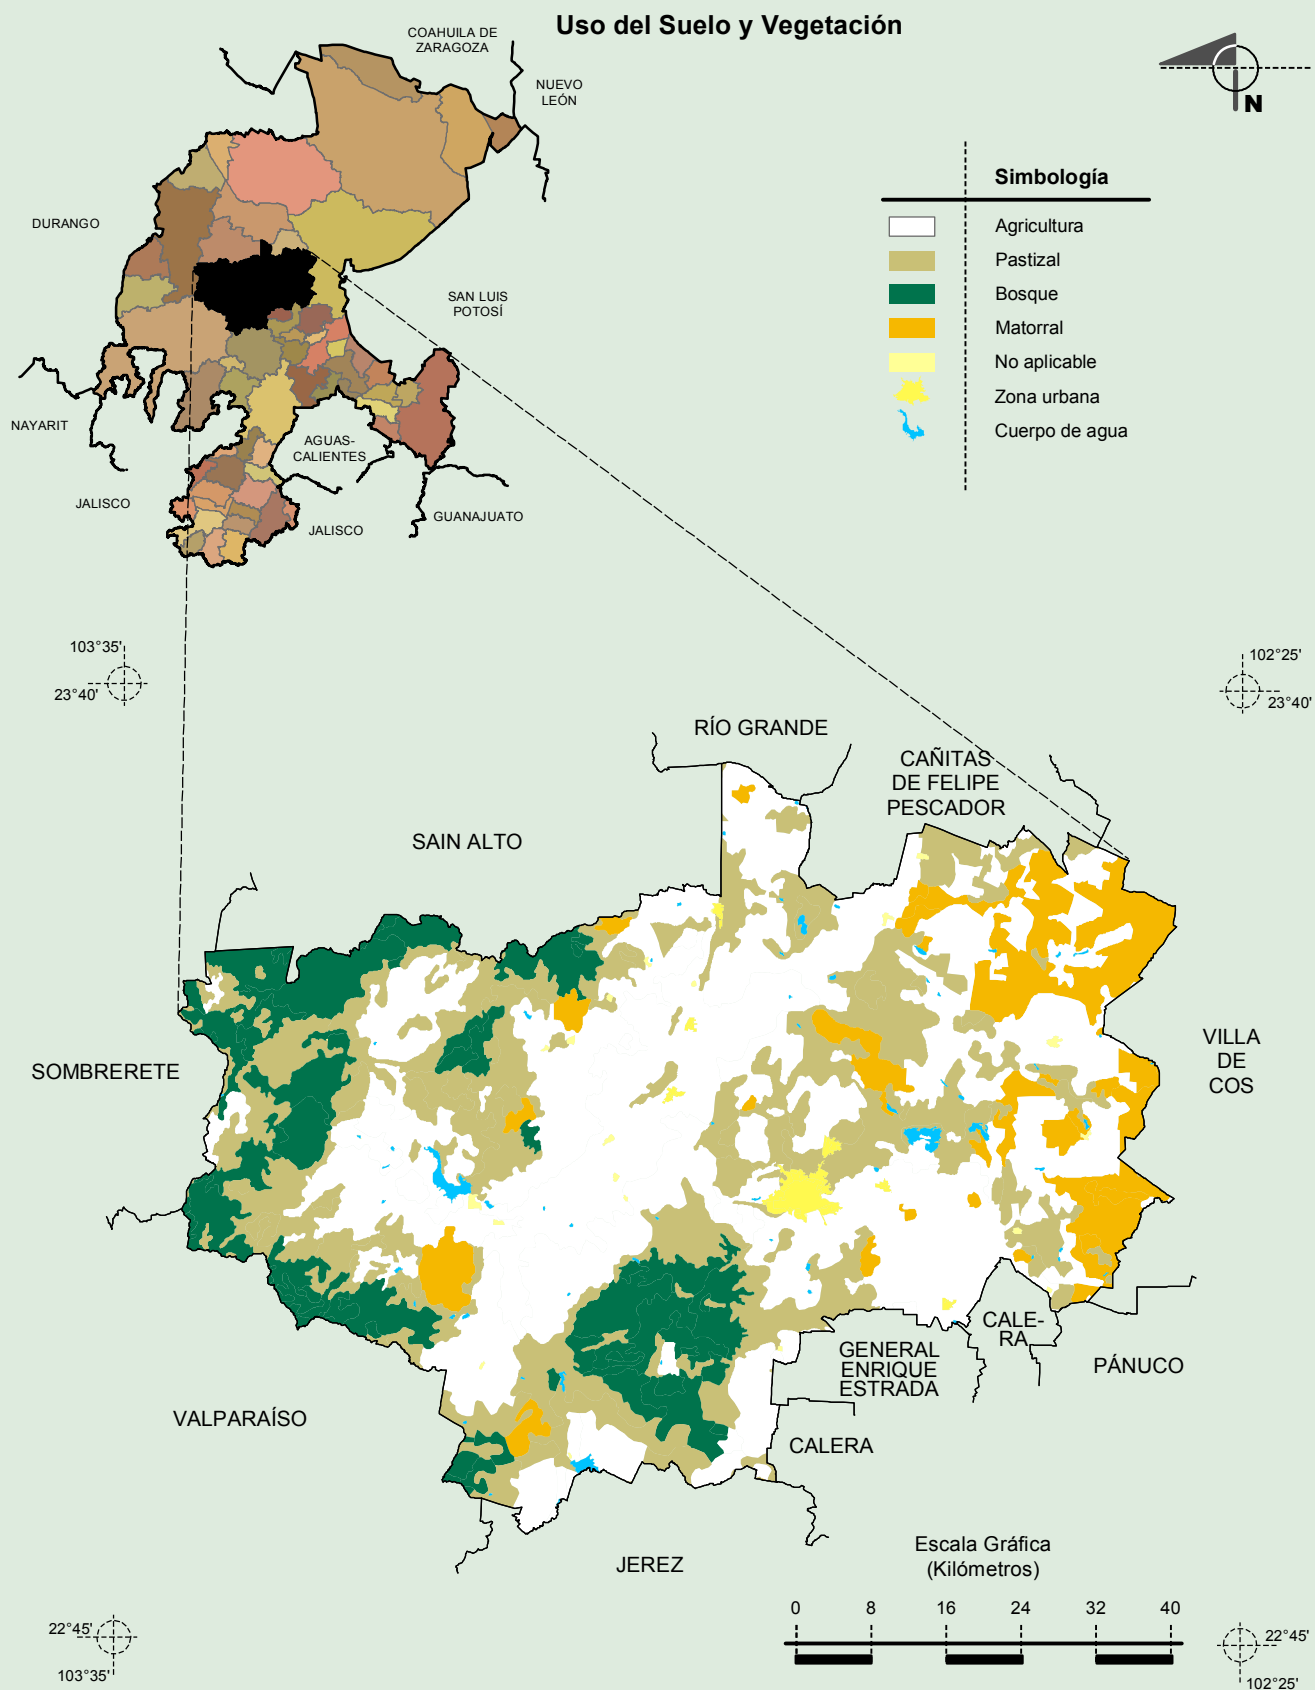 Uso del Suelo y Vegetación
COAHUILA DE
ZARAGOZA
NUEVO
LEÓN
N
DURANGO
SAN LUIS
POTOSÍ
NAYARIT
AGUAS-
CALIENTES
JALISCO
JALISCO
GUANAJUATO
Simbología
Agricultura
Pastizal
Bosque
Matorral
No aplicable
Zona urbana
Cuerpo de agua
103°35'
23°40'
102°25'
23°40'
RÍO GRANDE
CAÑITAS
DE FELIPE
PESCADOR
SAIN ALTO
SOMBRERETE
VILLA
DE
COS
VALPARAÍSO
GENERAL
ENRIQUE
ESTRADA
CALE-
RA
PÁNUCO
CALERA
JEREZ
Escala Gráfica
(Kilómetros)
0 8 16 24 32 40
22°45'
103°35'
22°45'
102°25'